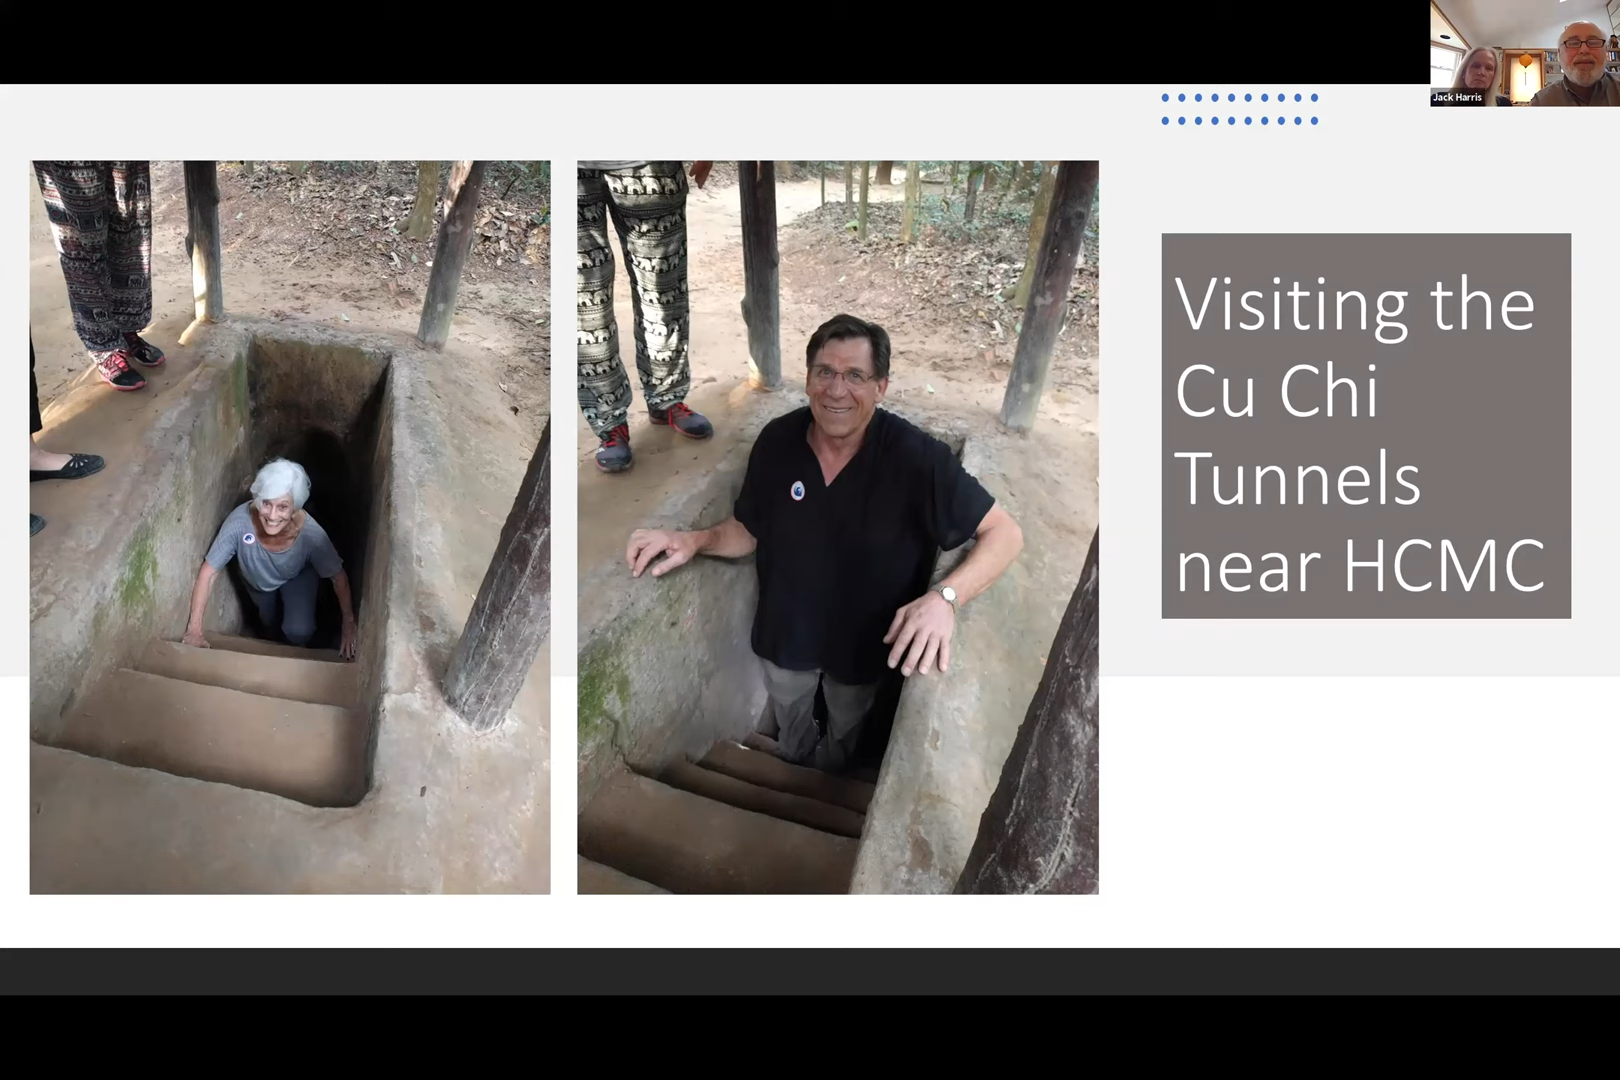 Jack Harris
Visiting the
Cu Chi
Tunnels
near HCMC